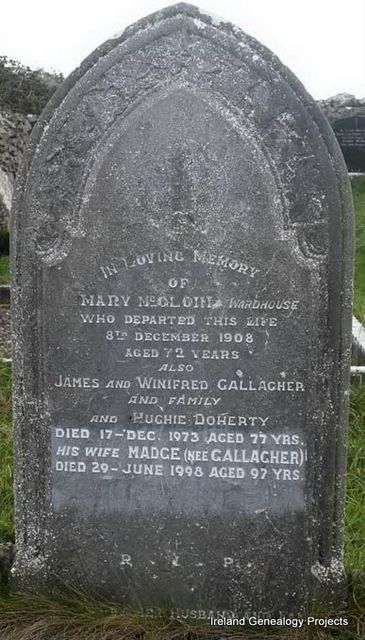 IN LOVING MEMORY
OF
MARY McGLOIN WARDHOUSE
WHO DEPARTED THIS LIFE
8TH DECEMBER 1908
AGED 72 YEARS
ALSO
JAMES AND WINIFRED GALLAGHER
AND FAMILY
AND HUGHIE DOHERTY
DIED 17-DEC. 1973 AGED 77 YRS.
HIS WIFE MADGE (NEE GALLAGHER)
DIED 29-JUNE 1998 AGED 97 YRS.
R. I. P.
HUSBAND AND
Ireland Genealogy Projects